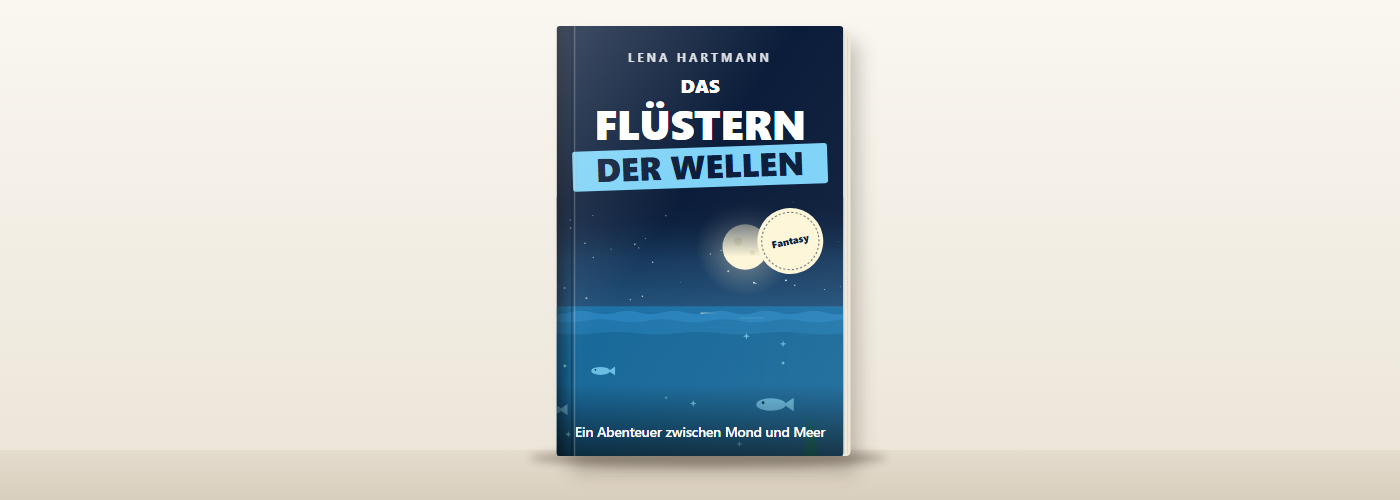 LENA HARTMANN
DAS
FLÜSTERN
DER WELLEN
Fantasy
Ein Abenteuer zwischen Mond und Meer